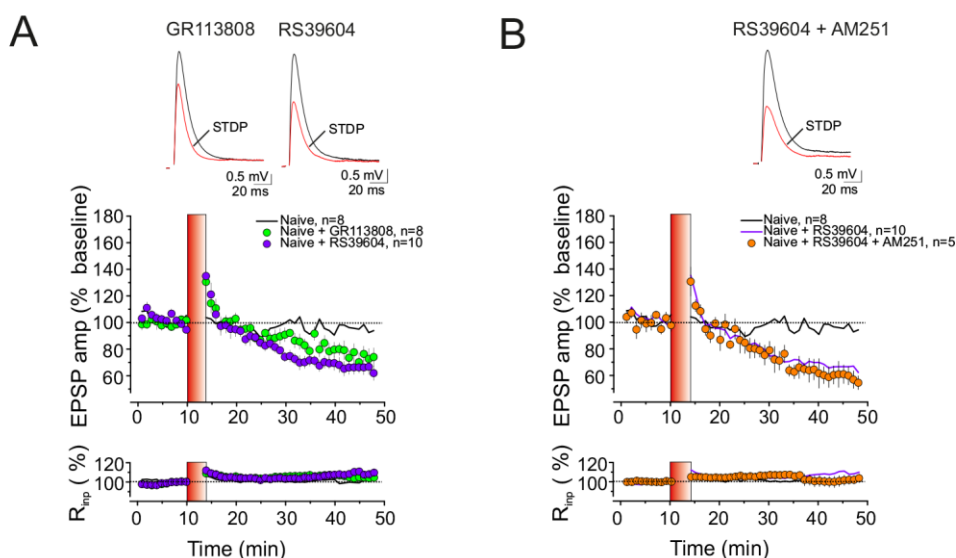 A
GR113808 RS39604
STDP STDP
0.5 mV 0.5 mV
20 ms 20 ms
EPSP amp (% baseline)
180
160
140
120
100
80
60
Naive, n=8
Naive + GR113808, n=8
Naive + RS39604, n=10
0 10 20 30 40 50
Rinp (%)
120
100
0 10 20 30 40 50
Time (min)
B
RS39604 + AM251
STDP
0.5 mV
20 ms
EPSP amp (% baseline)
180
160
140
120
100
80
60
Naive, n=8
Naive + RS39604, n=10
Naive + RS39604 + AM251, n=5
0 10 20 30 40 50
Rinp (%)
120
100
0 10 20 30 40 50
Time (min)